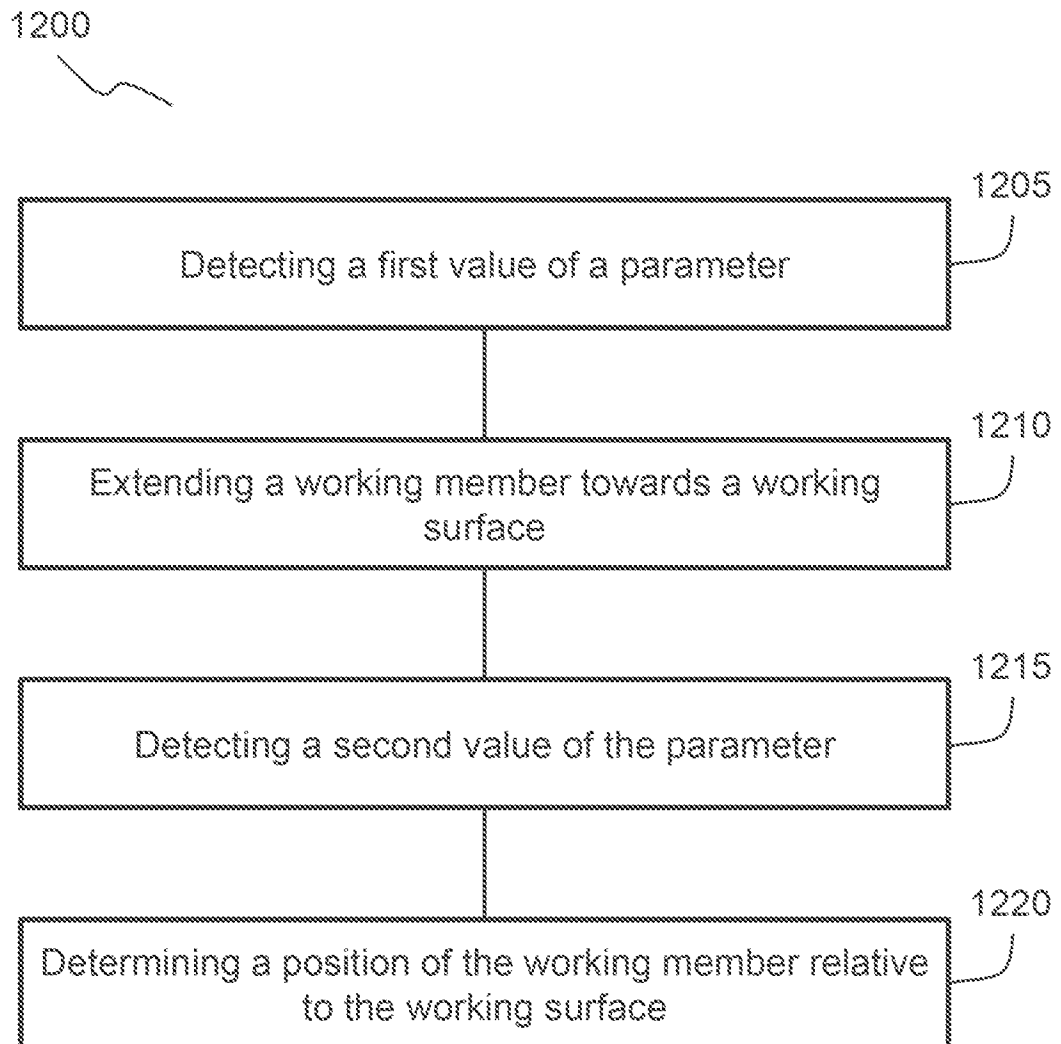 1200
1205
Detecting a first value of a parameter
1210
Extending a working member towards a working
surface
1215
Detecting a second value of the parameter
1220
Determining a position of the working member relative
to the working surface